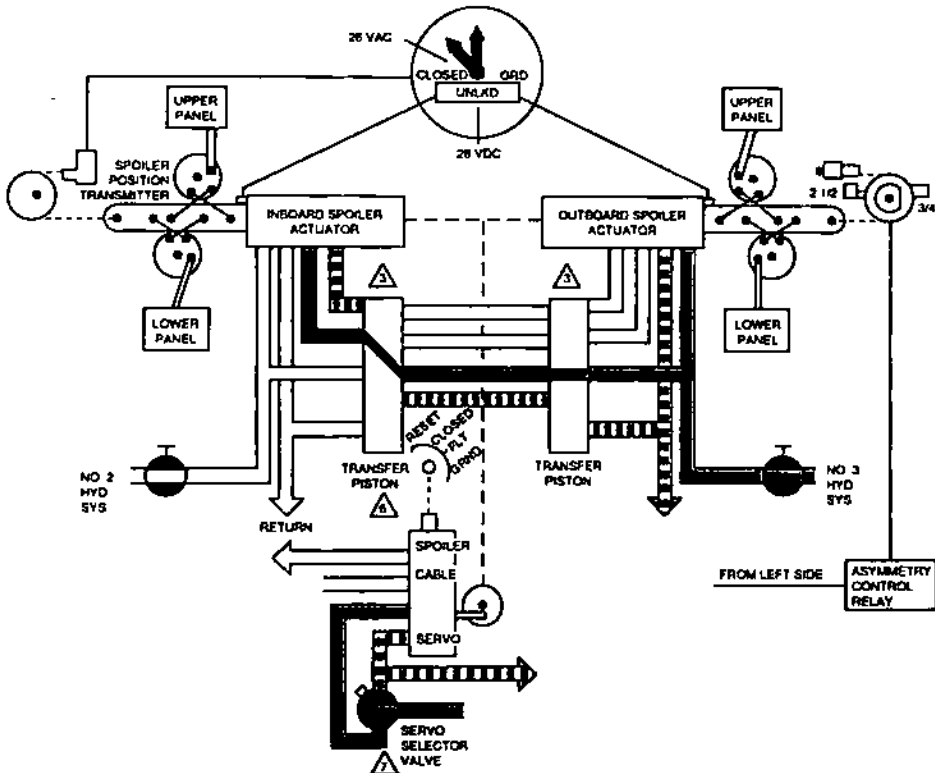 26 VAC
CLOSED
GRD
UNLKD
28 VDC
UPPER
PANEL
UPPER
PANEL
SPOILER
POSITION
TRANSMITTER
2 1/2
3/4
INBOARD SPOILER
ACTUATOR
OUTBOARD SPOILER
ACTUATOR
3
3
LOWER
PANEL
LOWER
PANEL
RESET
CLOSED
FLT
GRND
TRANSFER
PISTON
TRANSFER
PISTON
NO 2
HYD
SYS
NO 3
HYD
SYS
6
RETURN
SPOILER
CABLE
SERVO
FROM LEFT SIDE
ASYMMETRY
CONTROL
RELAY
SERVO
SELECTOR
VALVE
7